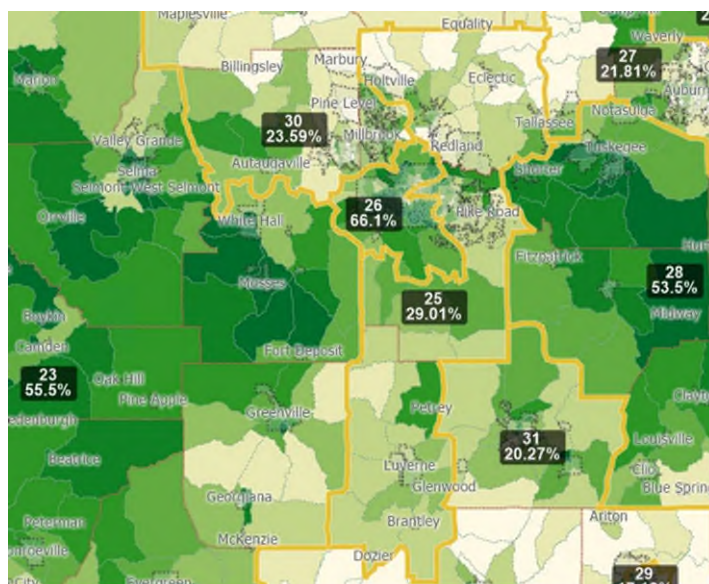 Maplesville
Equality
Waverly
Marion
Billingsley
Marbury
Holtville
Eclectic
27
21.81%
Auburn
Pine Level
30
23.59%
Millbrook
Tallassee
Notasulga
Valley Grande
Selma
Selmont-West Selmont
Autaugaville
Redland
Shorter
Tuskegee
Orrville
White Hall
26
66.1%
Pike Road
Fitzpatrick
Mosses
28
53.5%
25
29.01%
Midway
Boykin
Camden
Fort Deposit
23
55.5%
Oak Hill
Pine Apple
Greenville
Petrey
Clayto
Louisville
Beatrice
31
20.27%
Luverne
Glenwood
Clio
Blue Spring
Georgiana
Brantley
Ariton
Peterman
McKenzie
Dozier
29
Evergreen